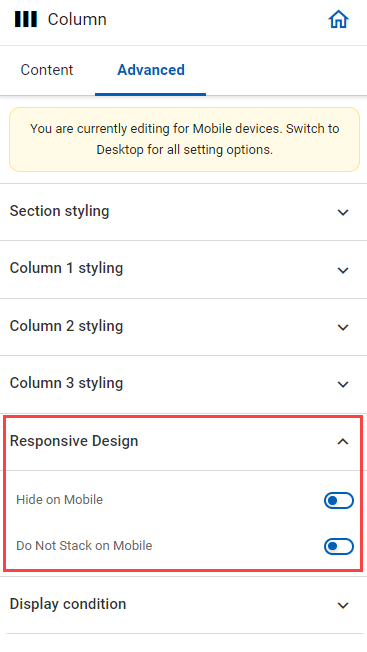 Column
Content
Advanced
You are currently editing for Mobile devices. Switch to
Desktop for all setting options.
Section styling
Column 1 styling
Column 2 styling
Column 3 styling
Responsive Design
Hide on Mobile
Do Not Stack on Mobile
Display condition